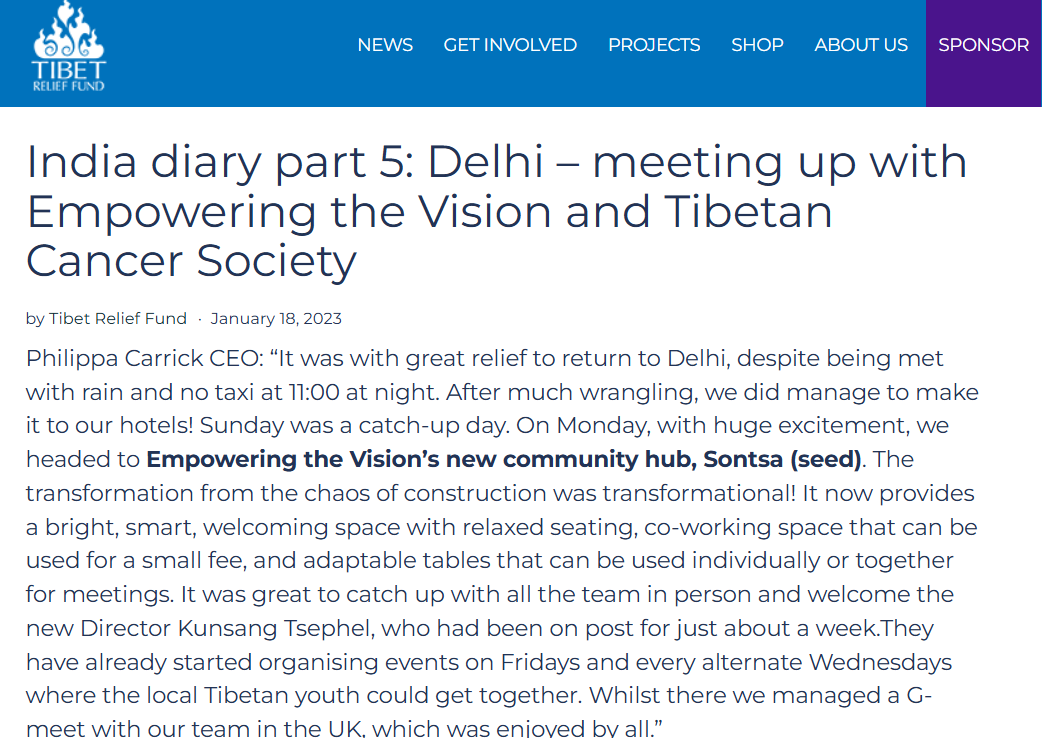 TIBET
RELIEF FUND
NEWS GET INVOLVED PROJECTS SHOP ABOUT US SPONSOR
India diary part 5: Delhi – meeting up with
Empowering the Vision and Tibetan
Cancer Society
by Tibet Relief Fund · January 18, 2023
Philippa Carrick CEO: “It was with great relief to return to Delhi, despite being met
with rain and no taxi at 11:00 at night. After much wrangling, we did manage to make
it to our hotels! Sunday was a catch-up day. On Monday, with huge excitement, we
headed to Empowering the Vision’s new community hub, Sontsa (seed). The
transformation from the chaos of construction was transformational! It now provides
a bright, smart, welcoming space with relaxed seating, co-working space that can be
used for a small fee, and adaptable tables that can be used individually or together
for meetings. It was great to catch up with all the team in person and welcome the
new Director Kunsang Tsephel, who had been on post for just about a week.They
have already started organising events on Fridays and every alternate Wednesdays
where the local Tibetan youth could get together. Whilst there we managed a G-
meet with our team in the UK, which was enjoyed by all.”